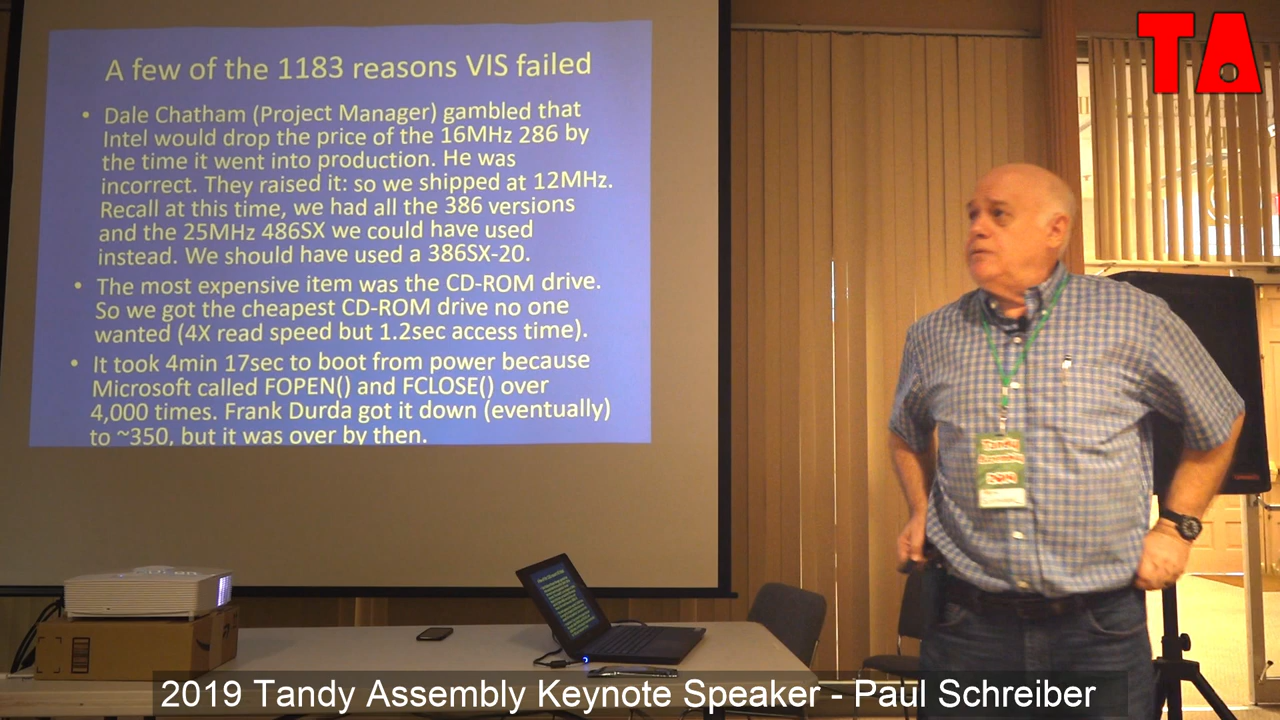 A few of the 1183 reasons VIS failed
• Dale Chatham (Project Manager) gambled that
Intel would drop the price of the 16MHz 286 by
the time it went into production. He was
incorrect. They raised it: so we shipped at 12MHz.
Recall at this time, we had all the 386 versions
and the 25MHz 486SX we could have used
instead. We should have used a 386SX-20.
• The most expensive item was the CD-ROM drive.
So we got the cheapest CD-ROM drive no one
wanted (4X read speed but 1.2sec access time).
• It took 4min 17sec to boot from power because
Microsoft called FOPEN() and FCLOSE() over
4,000 times. Frank Durda got it down (eventually)
to ~350, but it was over by then.
TA
Tandy
Assembly
2019 Tandy Assembly Keynote Speaker - Paul Schreiber